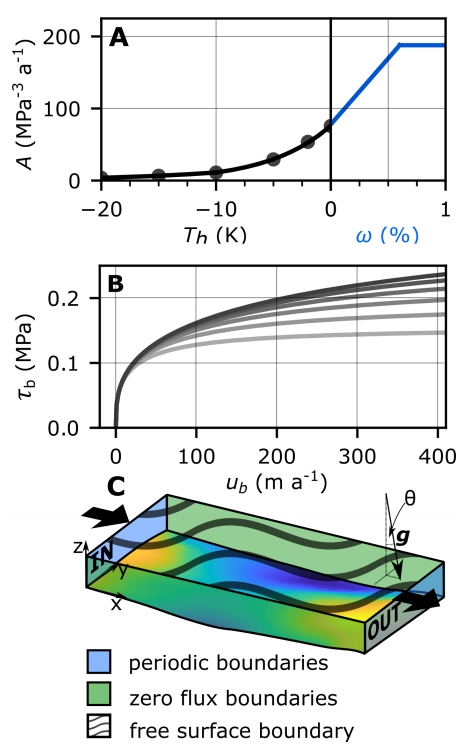 A
200
100
0
A (MPa⁻³ a⁻¹)
−20 −10 0 1
Tₕ (K) ω (%)
B
0.2
0.1
0.0
τb (MPa)
0 100 200 300 400
u_b (m a⁻¹)
C
θ
g
z
IN
y
x
OUT
periodic boundaries
zero flux boundaries
free surface boundary